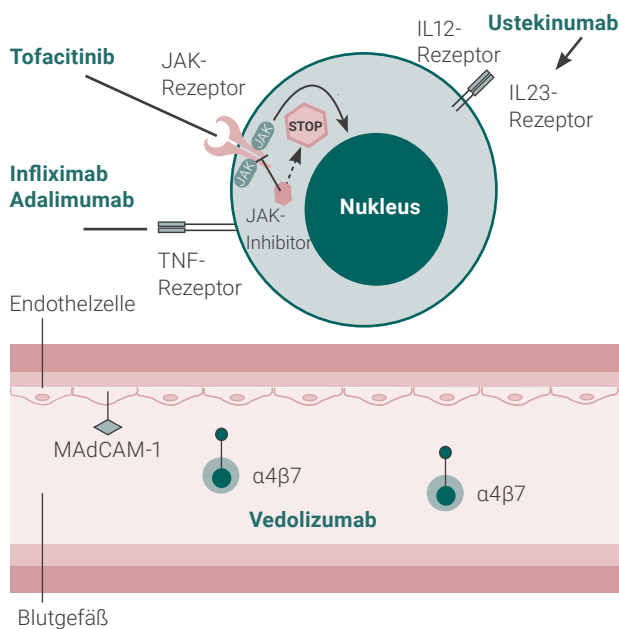 Ustekinumab
IL12-
Rezeptor
IL23-
Rezeptor
Tofacitinib
JAK-
Rezeptor
JAK
STOP
JAK
Infliximab
Adalimumab
Nukleus
JAK-
Inhibitor
TNF-
Rezeptor
Endothelzelle
MAdCAM-1
α4β7
α4β7
Vedolizumab
Blutgefäß